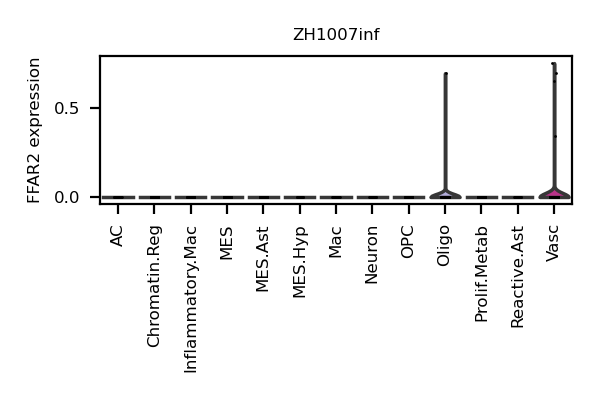 ZH1007inf
FFAR2 expression
0.5
0.0
AC
Chromatin.Reg
Inflammatory.Mac
MES
MES.Ast
MES.Hyp
Mac
Neuron
OPC
Oligo
Prolif.Metab
Reactive.Ast
Vasc